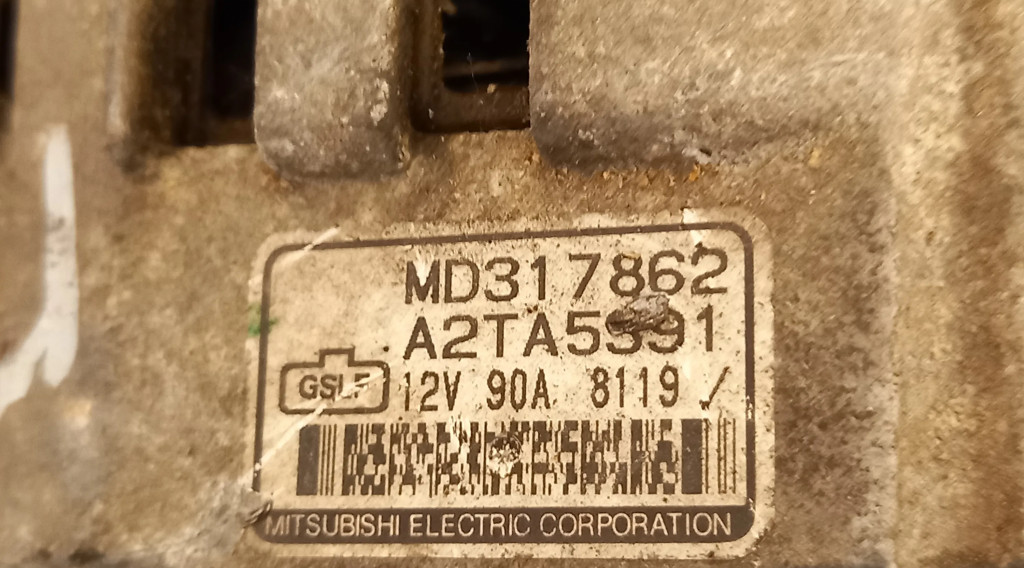 MD317862
A2TA5391
GSLF 12V 90A 8119 /
MITSUBISHI ELECTRIC CORPORATION